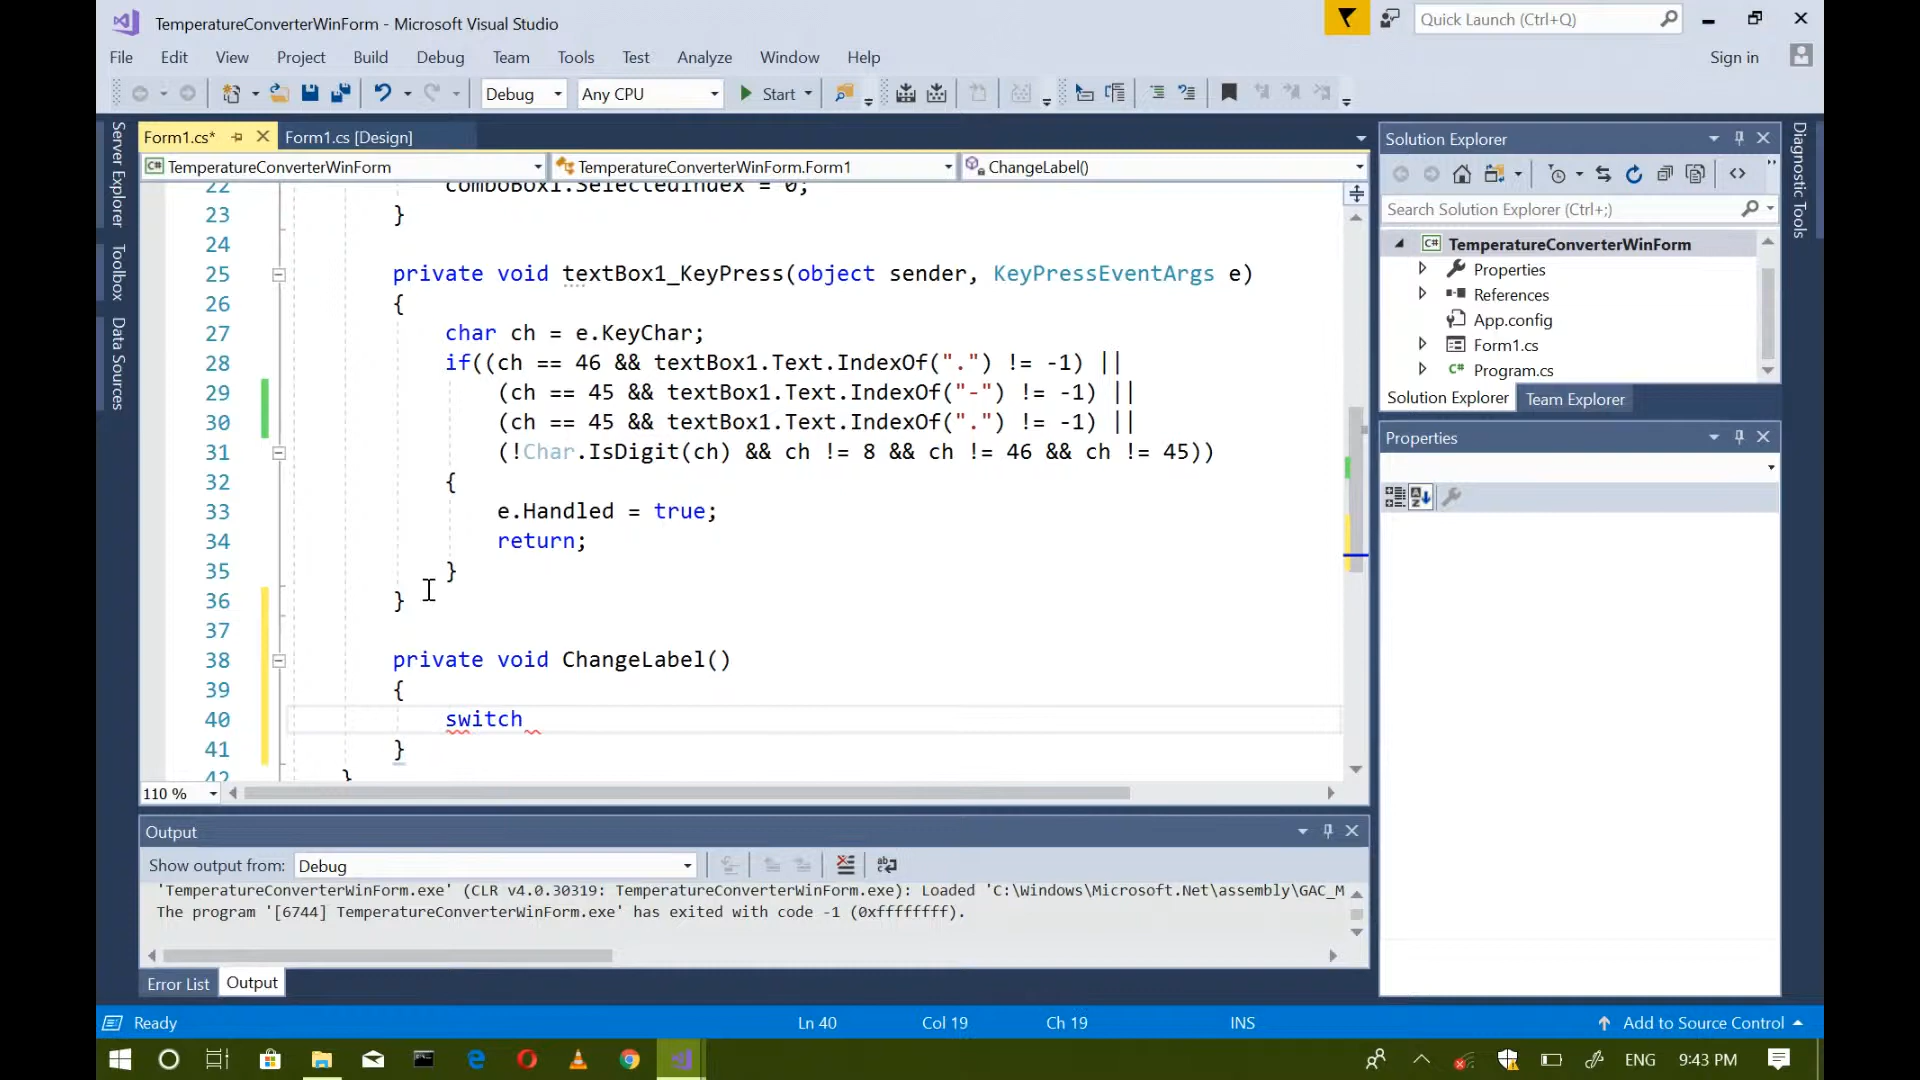 TemperatureConverterWinForm - Microsoft Visual Studio
Quick Launch (Ctrl+Q)
File Edit View Project Build Debug Team Tools Test Analyze Window Help
Sign in
Debug Any CPU Start
Server Explorer
Toolbox
Data Sources
Form1.cs* Form1.cs [Design]
TemperatureConverterWinForm TemperatureConverterWinForm.Form1 ChangeLabel()
22 comboBox1.SelectedIndex = 0;
23 }
24
25 private void textBox1_KeyPress(object sender, KeyPressEventArgs e)
26 {
27 char ch = e.KeyChar;
28 if((ch == 46 && textBox1.Text.IndexOf(".") != -1) ||
29 (ch == 45 && textBox1.Text.IndexOf("-") != -1) ||
30 (ch == 45 && textBox1.Text.IndexOf(".") != -1) ||
31 (!Char.IsDigit(ch) && ch != 8 && ch != 46 && ch != 45))
32 {
33 e.Handled = true;
34 return;
35 }
36 }
37
38 private void ChangeLabel()
39 {
40 switch
41 }
42 }
110 %
Output
Show output from: Debug
'TemperatureConverterWinForm.exe' (CLR v4.0.30319: TemperatureConverterWinForm.exe): Loaded 'C:\Windows\Microsoft.Net\assembly\GAC_M
The program '[6744] TemperatureConverterWinForm.exe' has exited with code -1 (0xffffffff).
Error List Output
Solution Explorer
Search Solution Explorer (Ctrl+;)
C# TemperatureConverterWinForm
Properties
References
App.config
Form1.cs
C# Program.cs
Solution Explorer Team Explorer
Properties
Diagnostic Tools
Ready Ln 40 Col 19 Ch 19 INS Add to Source Control
ENG 9:43 PM